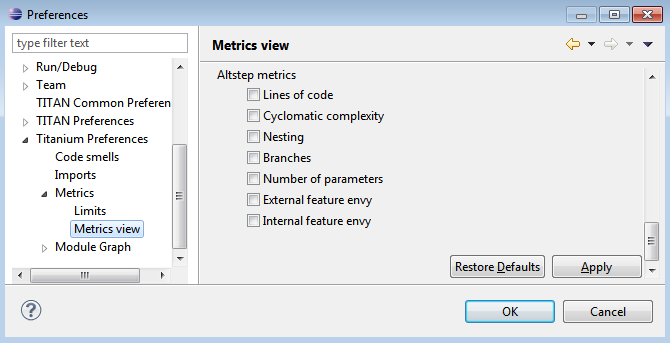 Preferences
type filter text
Metrics view
Run/Debug
Team
TITAN Common Preferen
TITAN Preferences
Titanium Preferences
Code smells
Imports
Metrics
Limits
Metrics view
Module Graph
Altstep metrics
Lines of code
Cyclomatic complexity
Nesting
Branches
Number of parameters
External feature envy
Internal feature envy
Restore Defaults
Apply
?
OK
Cancel